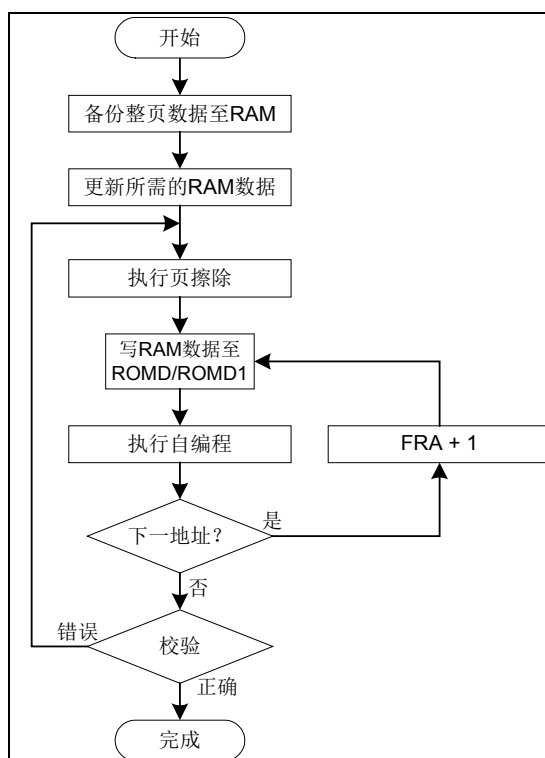 开始
备份整页数据至RAM
更新所需的RAM数据
执行页擦除
写RAM数据至
ROMD/ROMD1
执行自编程
FRA + 1
下一地址？
是
否
错误
校验
正确
完成